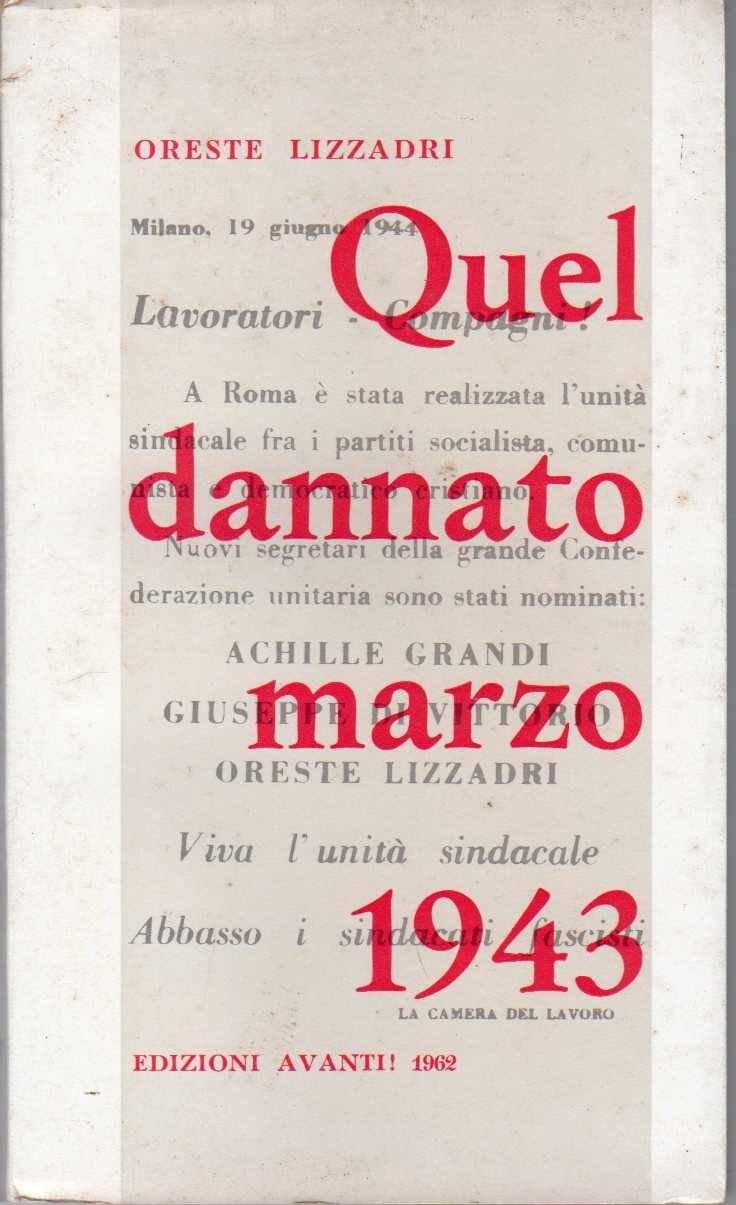 ORESTE LIZZADRI
Milano, 19 giugno 1944
Quel
Lavoratori - Compagni!
A Roma è stata realizzata l'unità
sindacale fra i partiti socialista, comu-
dannato
nista e democratico cristiano.
Nuovi segretari della grande Confe-
derazione unitaria sono stati nominati:
ACHILLE GRANDI
marzo
GIUSEPPE DI VITTORIO
ORESTE LIZZADRI
Viva l'unità sindacale
1943
Abbasso i sindacati fascisti
LA CAMERA DEL LAVORO
EDIZIONI AVANTI! 1962